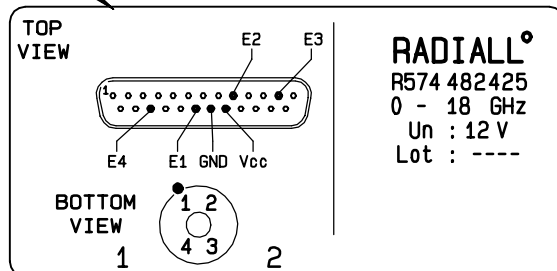 TOP
VIEW
E2 E3
1
E4 E1 GND Vcc
BOTTOM
VIEW
1 2
4 3
1 2
RADIALL°
R574 482425
0 - 18 GHz
Un : 12 V
Lot : ----